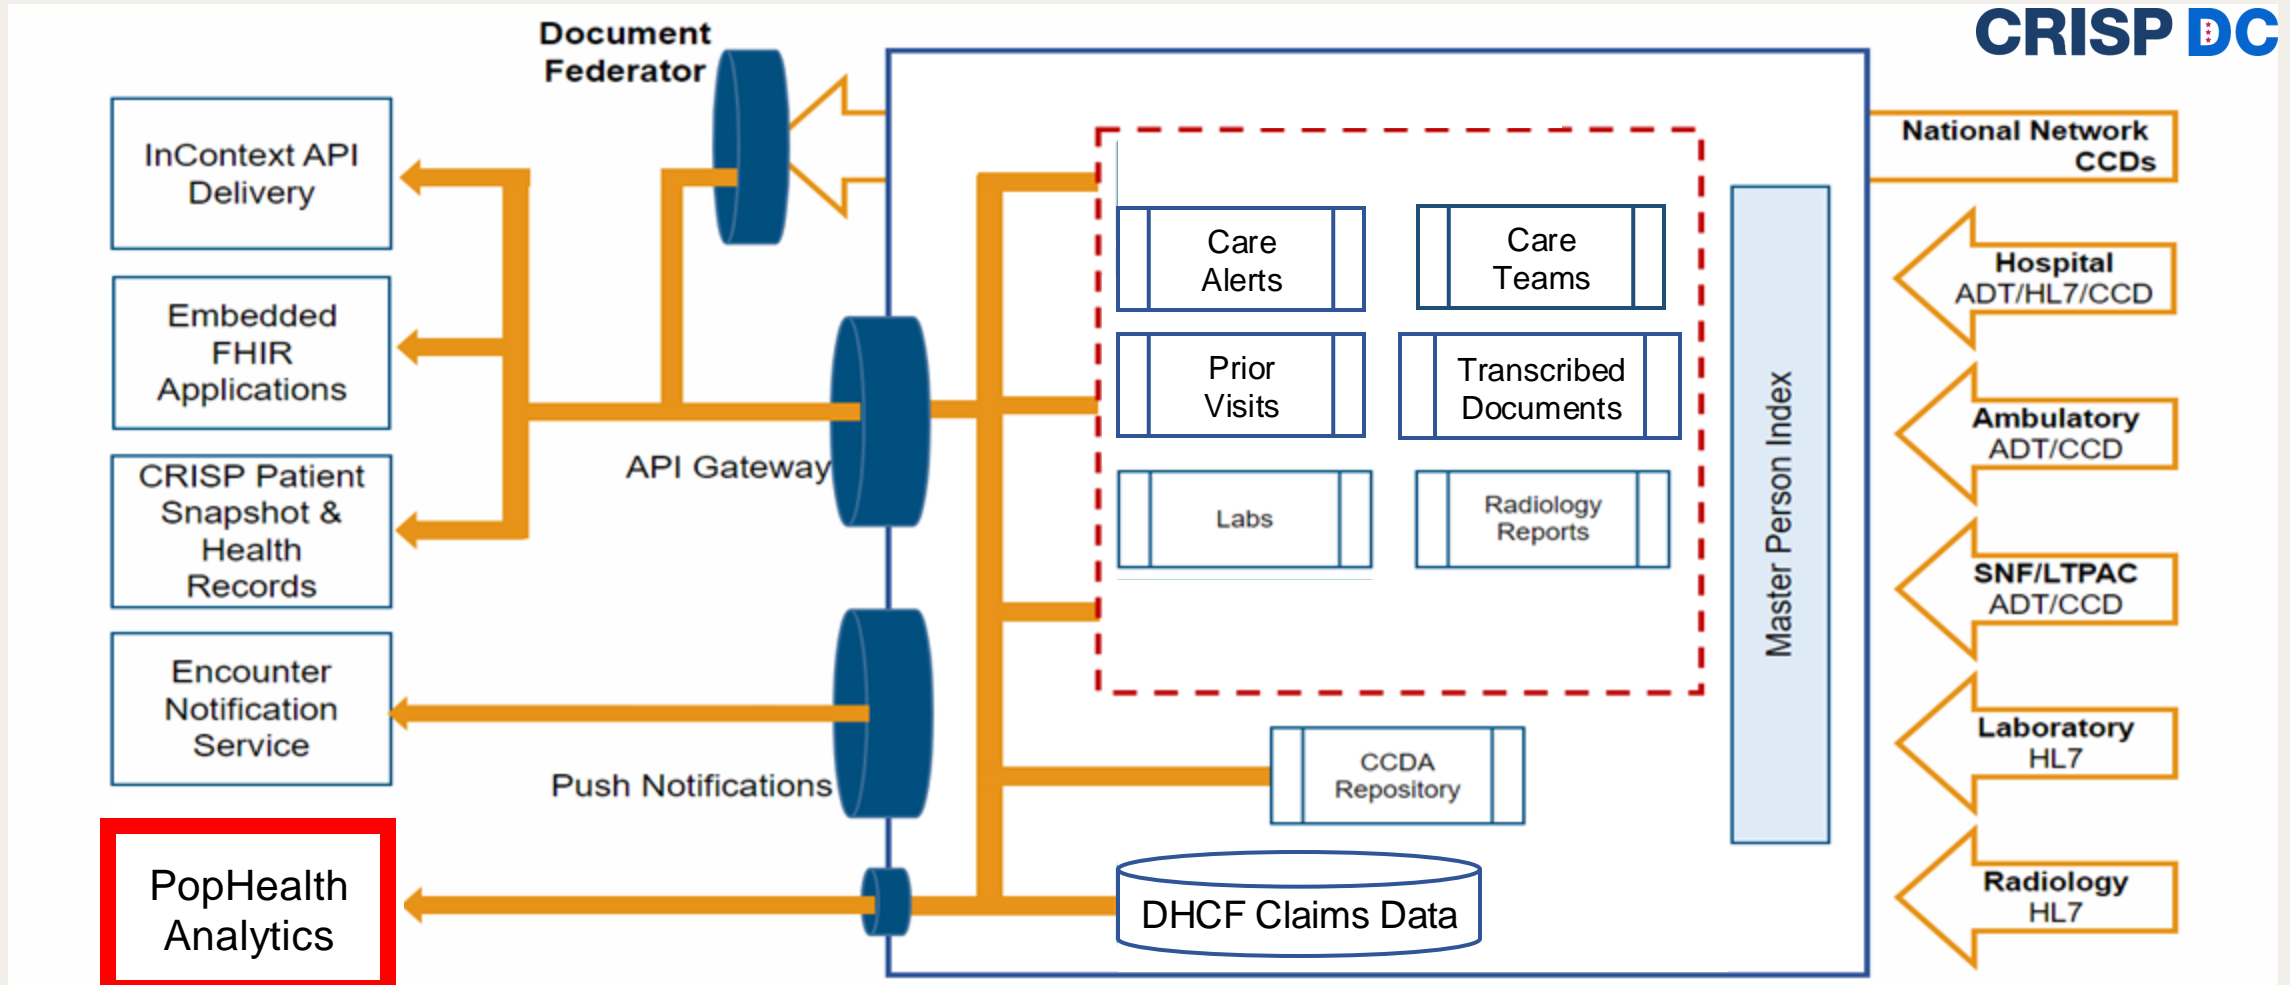 CRISP DC
Document
Federator
InContext API
Delivery
Embedded
FHIR
Applications
CRISP Patient
Snapshot &
Health
Records
Encounter
Notification
Service
PopHealth
Analytics
API Gateway
Push Notifications
Care
Alerts
Care
Teams
Prior
Visits
Transcribed
Documents
Labs
Radiology
Reports
CCDA
Repository
DHCF Claims Data
Master Person Index
National Network
CCDs
Hospital
ADT/HL7/CCD
Ambulatory
ADT/CCD
SNF/LTPAC
ADT/CCD
Laboratory
HL7
Radiology
HL7